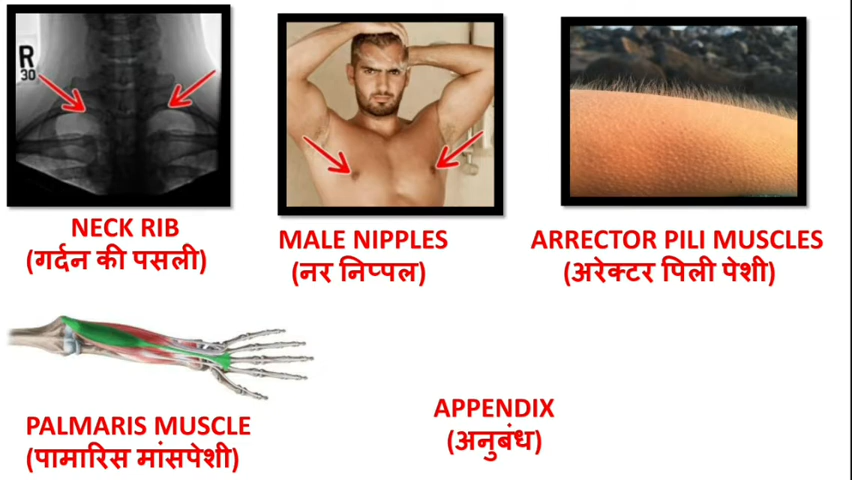 R
30
NECK RIB
(गर्दन की पसली)
MALE NIPPLES
(नर निप्पल)
ARRECTOR PILI MUSCLES
(अरेक्टर पिली पेशी)
PALMARIS MUSCLE
(पामारिस मांसपेशी)
APPENDIX
(अनुबंध)